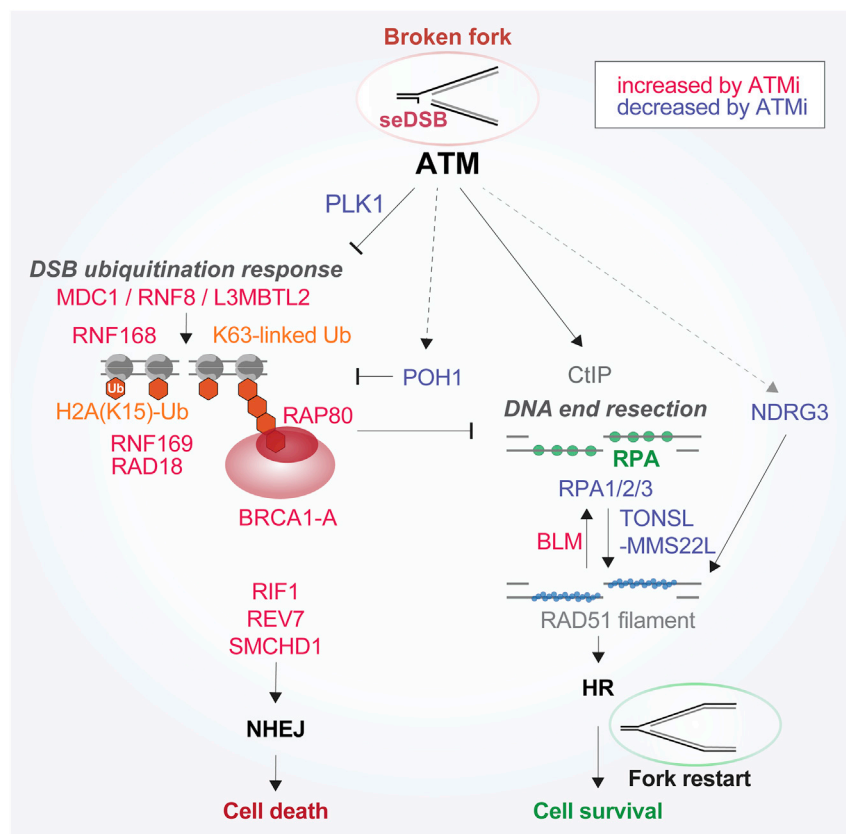 Broken fork
seDSB
increased by ATMi
decreased by ATMi
ATM
PLK1
DSB ubiquitination response
MDC1 / RNF8 / L3MBTL2
RNF168
K63-linked Ub
Ub
H2A(K15)-Ub
RAP80
RNF169
RAD18
BRCA1-A
POH1
CtIP
DNA end resection
NDRG3
RPA
RPA1/2/3
BLM
TONSL
-MMS22L
RAD51 filament
RIF1
REV7
SMCHD1
HR
NHEJ
Fork restart
Cell death
Cell survival